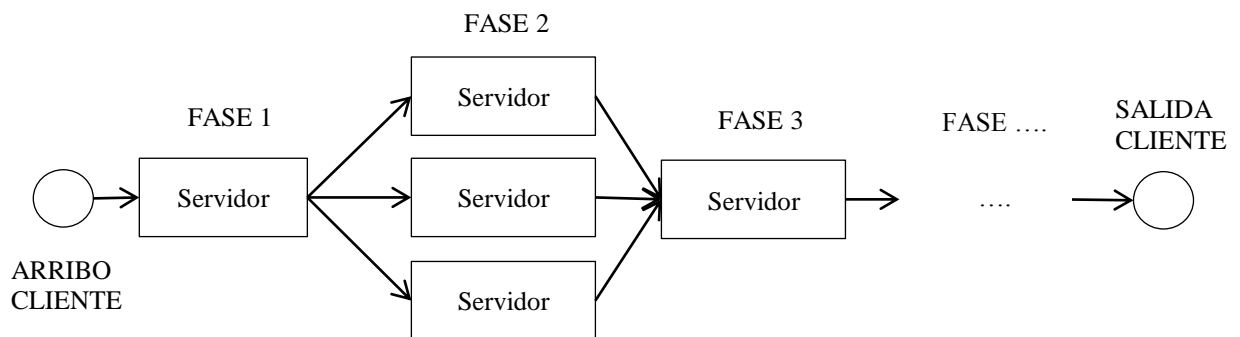 FASE 2
Servidor
FASE 1
Servidor
Servidor
Servidor
FASE 3
Servidor
FASE ....
....
SALIDA
CLIENTE
ARRIBO
CLIENTE